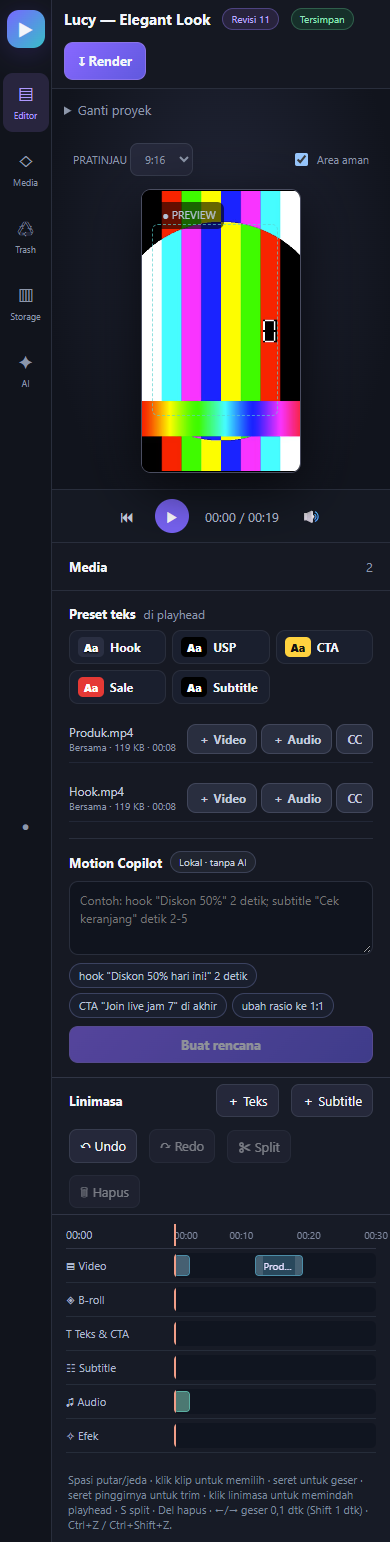 Lucy — Elegant Look
Revisi 11
Tersimpan
↧ Render
Editor
Media
Trash
Storage
AI
▶ Ganti proyek
PRATINJAU
9:16
Area aman
● PREVIEW
0
00:00 / 00:19
Media
2
Preset teks di playhead
Aa Hook
Aa USP
Aa CTA
Aa Sale
Aa Subtitle
Produk.mp4
Bersama · 119 KB · 00:08
+ Video
+ Audio
CC
Hook.mp4
Bersama · 119 KB · 00:08
+ Video
+ Audio
CC
Motion Copilot
Lokal · tanpa AI
Contoh: hook "Diskon 50%" 2 detik; subtitle "Cek
keranjang" detik 2-5
hook "Diskon 50% hari ini!" 2 detik
CTA "Join live jam 7" di akhir
ubah rasio ke 1:1
Buat rencana
Linimasa
+ Teks
+ Subtitle
↶ Undo
↷ Redo
✂ Split
🗑 Hapus
00:00
00:00
00:10
00:20
00:30
▤ Video
Prod...
◈ B-roll
T Teks & CTA
☷ Subtitle
♫ Audio
✧ Efek
Spasi putar/jeda · klik klip untuk memilih · seret untuk geser ·
seret pinggirnya untuk trim · klik linimasa untuk memindah
playhead · S split · Del hapus · ←/→ geser 0,1 dtk (Shift 1 dtk) ·
Ctrl+Z / Ctrl+Shift+Z.